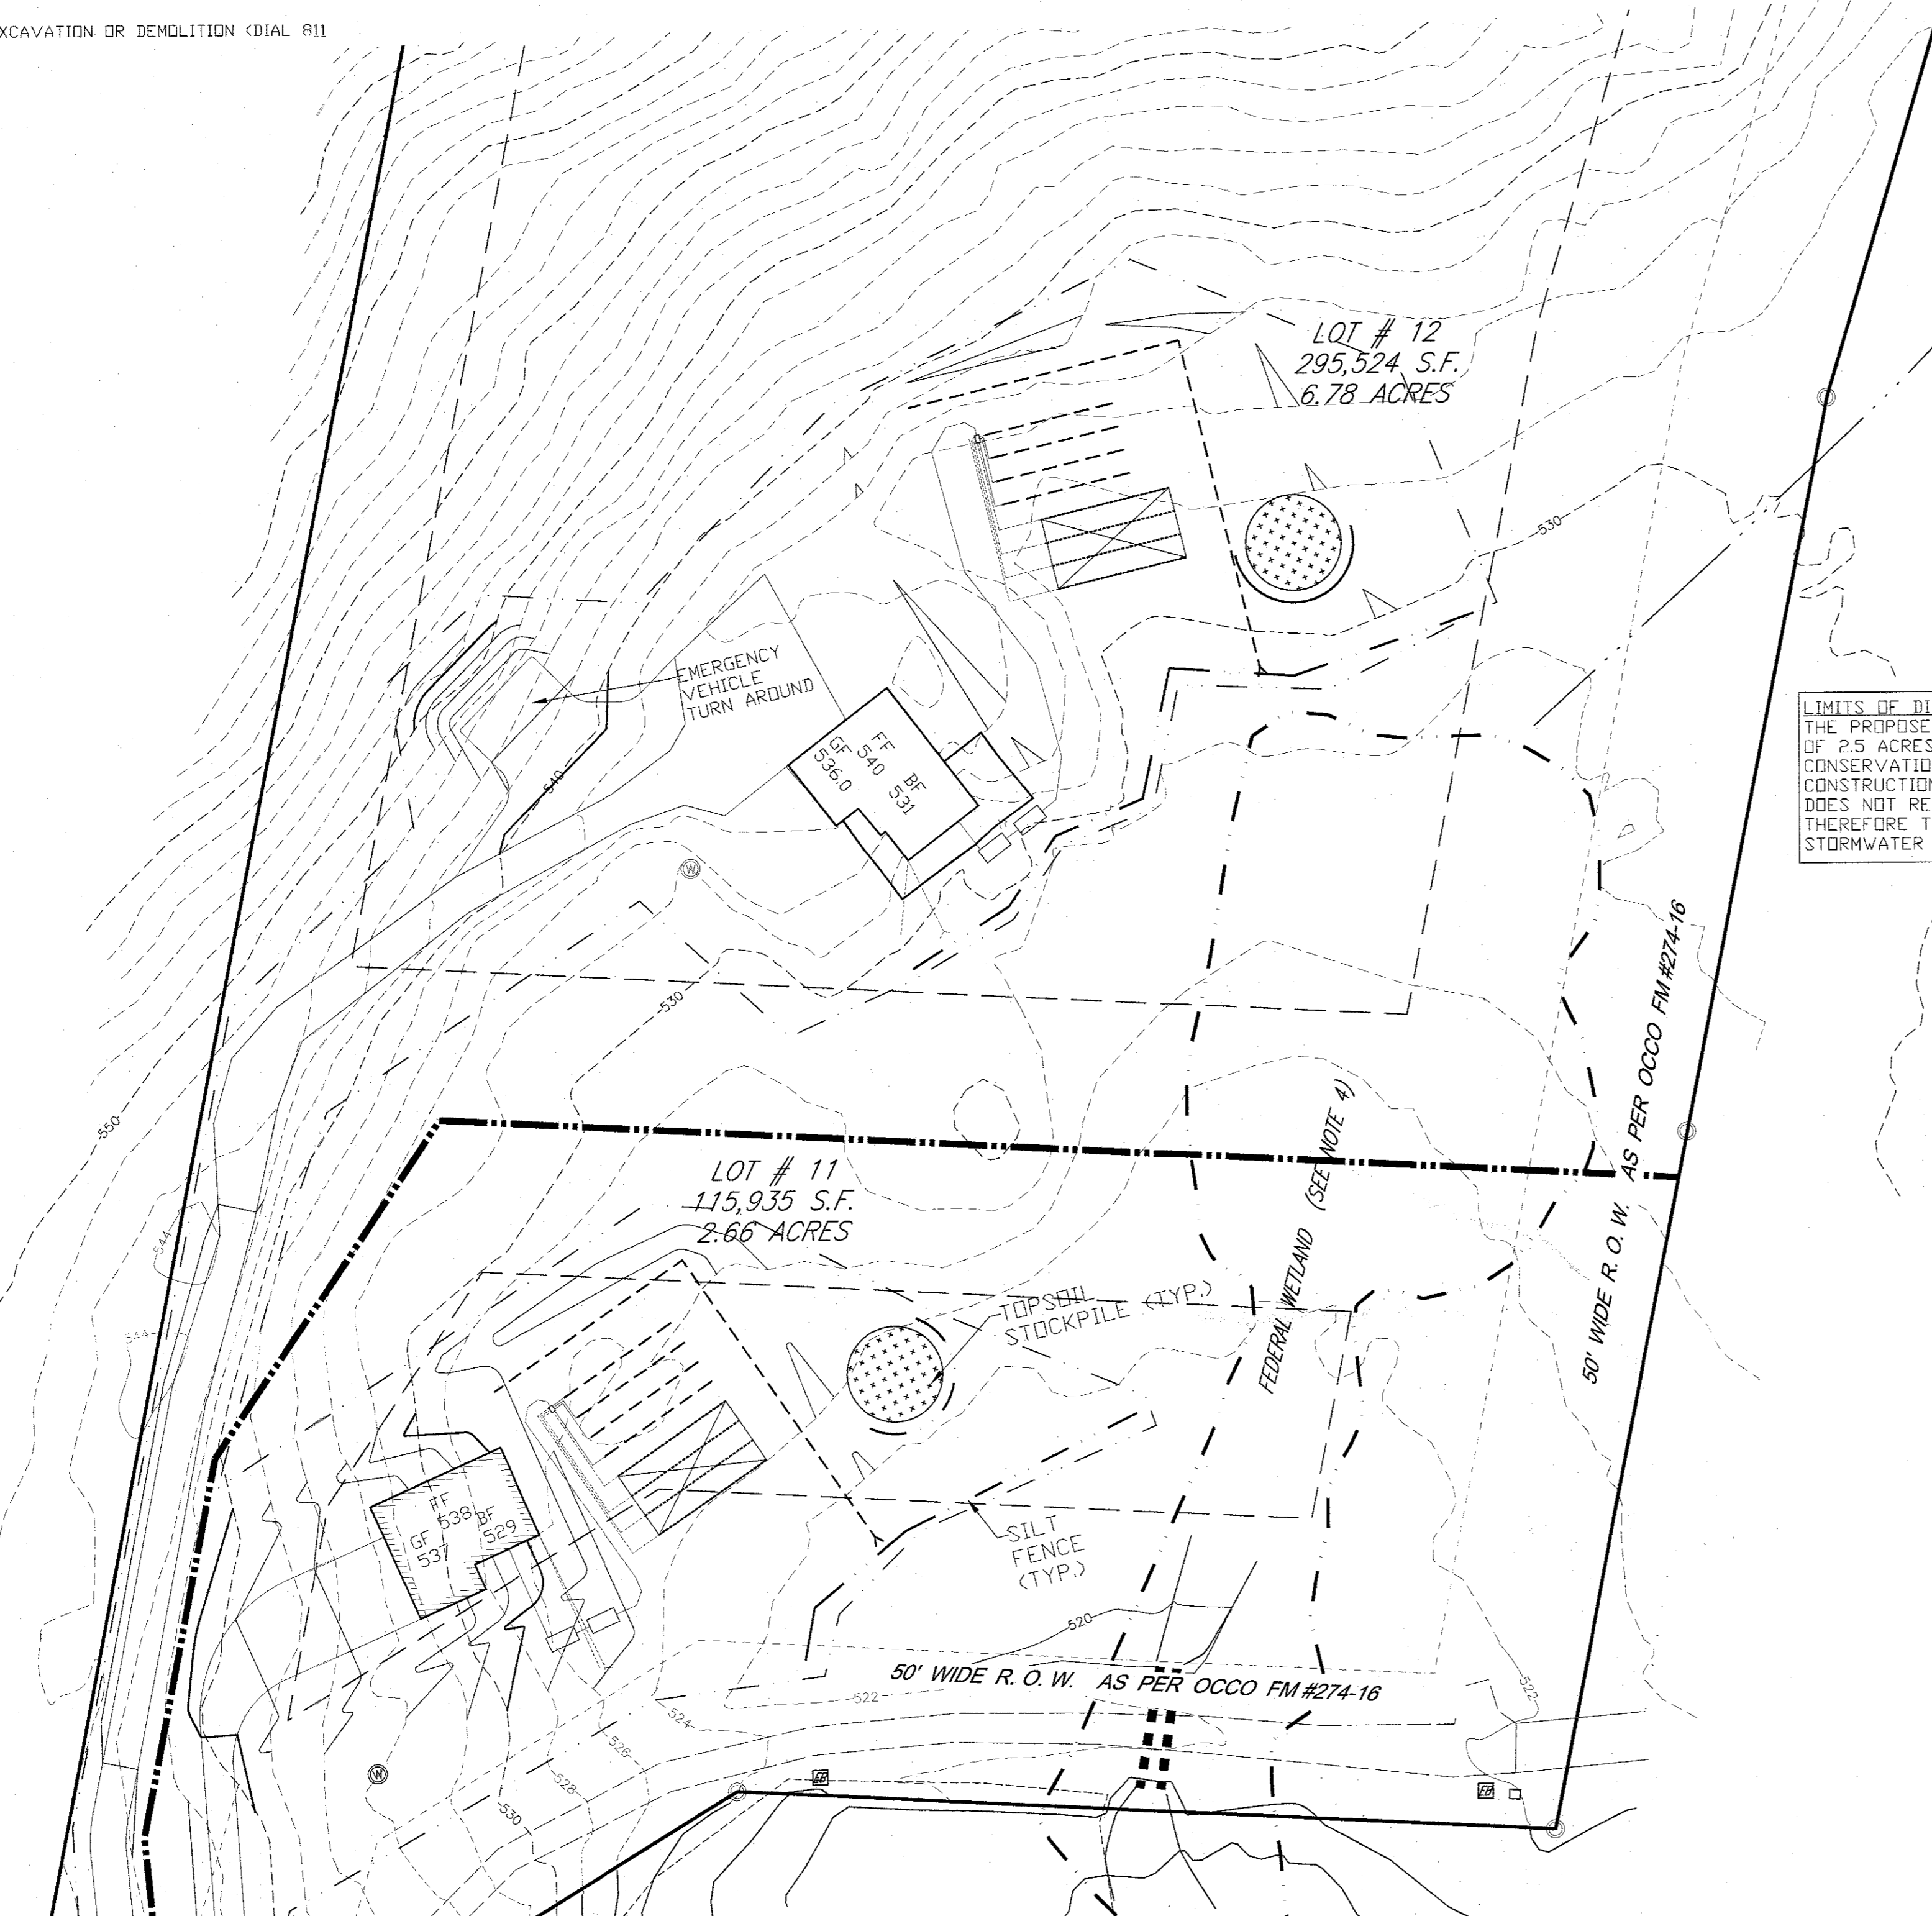 XCAVATION OR DEMOLITION (DIAL 811
LOT # 12
295,524 S.F.
6.78 ACRES
530
EMERGENCY
VEHICLE
TURN AROUND
FF
540
GF
536.0
BF
531
540
W
LIMITS OF DI
THE PROPOSE
OF 2.5 ACRES
CONSERVATIO
CONSTRUCTION
DOES NOT RE
THEREFORE T
STORMWATER
530
50' WIDE R. O. W. AS PER OCCO FM #274-16
550
FEDERAL WETLAND (SEE NOTE 4)
LOT # 11
115,935 S.F.
2.66 ACRES
544
544
TOPSOIL
STOCKPILE (TYP.)
FF
538
BF
529
GF
537
SILT
FENCE
(TYP.)
520
50' WIDE R. O. W. AS PER OCCO FM #274-16
522
522
524
526
528
530
W
EB
EB